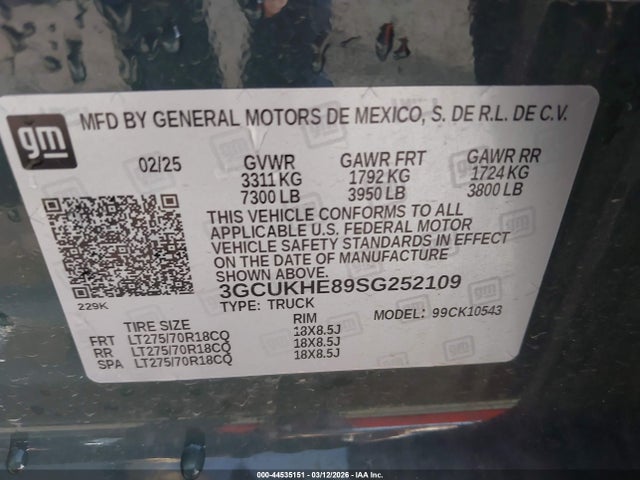 gm
MFD BY GENERAL MOTORS DE MEXICO, S. DE R.L. DE C.V.
02/25 GVWR GAWR FRT GAWR RR
3311 KG 1792 KG 1724 KG
7300 LB 3950 LB 3800 LB
THIS VEHICLE CONFORMS TO ALL
APPLICABLE U.S. FEDERAL MOTOR
VEHICLE SAFETY STANDARDS IN EFFECT
ON THE DATE OF MANUFACTURE
SHOWN ABOVE.
229K
3GCUKHE89SG252109
TYPE: TRUCK
MODEL: 99CK10543
TIRE SIZE RIM
FRT LT275/70R18CQ 18X8.5J
RR LT275/70R18CQ 18X8.5J
SPA LT275/70R18CQ 18X8.5J
000-44535151 - 03/12/2026 - IAA Inc.